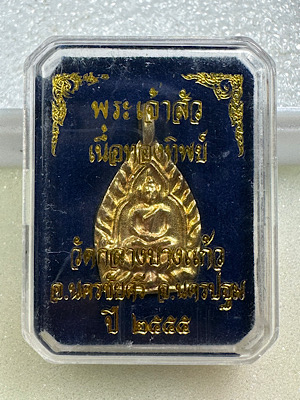 พระเจ้าสัว
เนื้อทองทิพย์
วัดกลางบางแก้ว
อ.นครชัยศรี จ.นครปฐม
ปี ๒๕๕๕